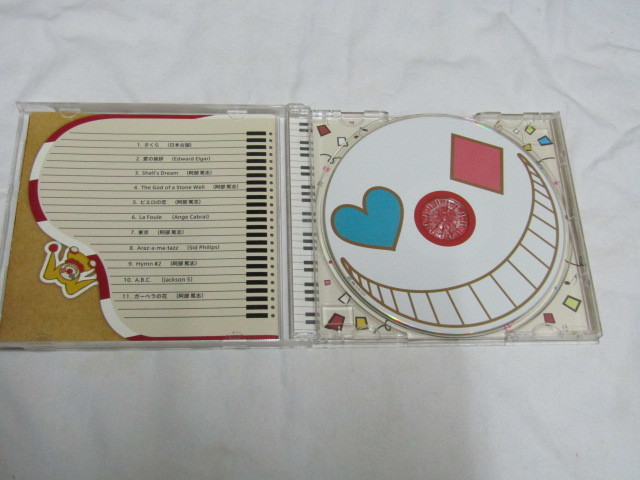 1. さくら (日本古謡)
2. 愛の挨拶 (Edward Elgar)
3. Shell's Dream (阿部 篤志)
4. The God of a Stone Well (阿部 篤志)
5. ピエロの恋 (阿部 篤志)
6. La Foule (Ange Cabral)
7. 東京 (阿部 篤志)
8. Araz-a-ma-tazz (Sid Philips)
9. Hymn #2 (阿部 篤志)
10. A.B.C. (Jackson 5)
11. ガーベラの花 (阿部 篤志)